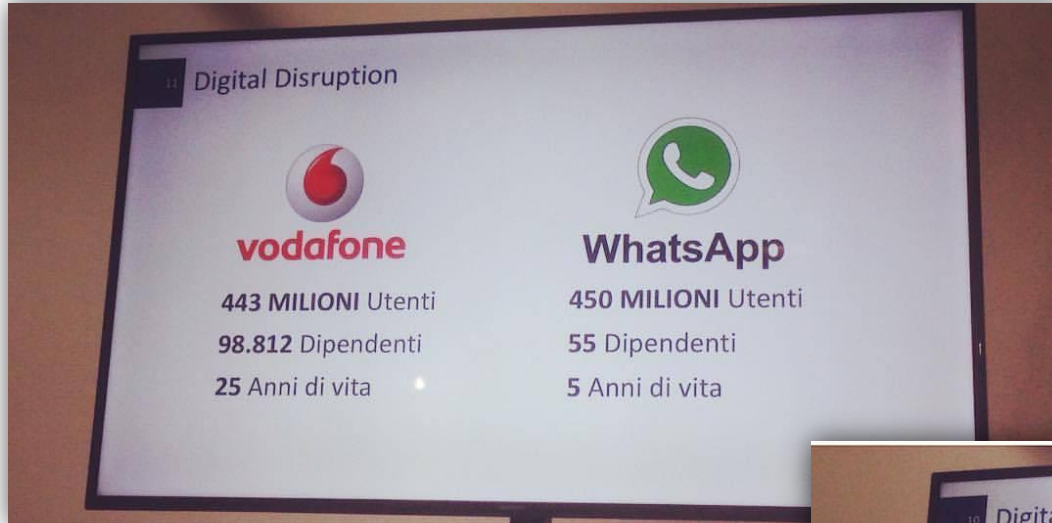 11 Digital Disruption
vodafone
443 MILIONI Utenti
98.812 Dipendenti
25 Anni di vita
WhatsApp
450 MILIONI Utenti
55 Dipendenti
5 Anni di vita
10